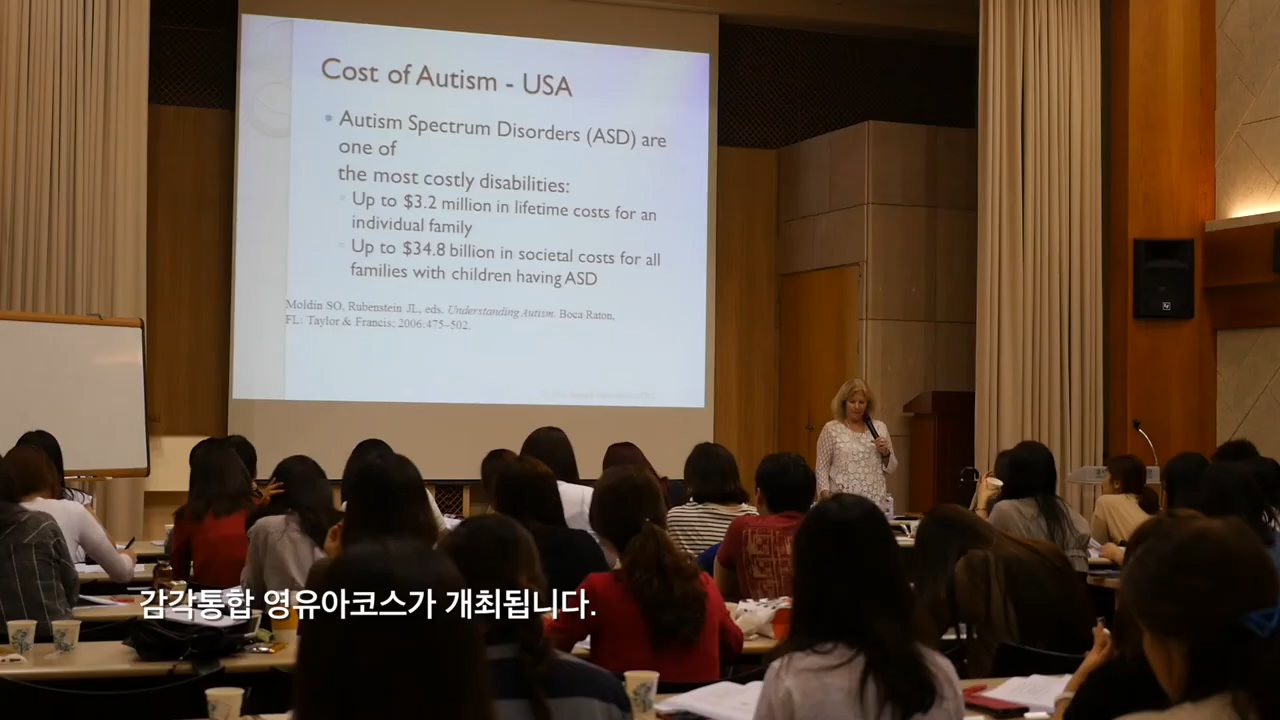 Cost of Autism - USA
• Autism Spectrum Disorders (ASD) are
one of
the most costly disabilities:
Up to $3.2 million in lifetime costs for an
individual family
Up to $34.8 billion in societal costs for all
families with children having ASD
Moldin SO, Rubenstein JL, eds. Understanding Autism. Boca Raton,
FL: Taylor & Francis; 2006:475–502.
감각통합 영유아코스가 개최됩니다.